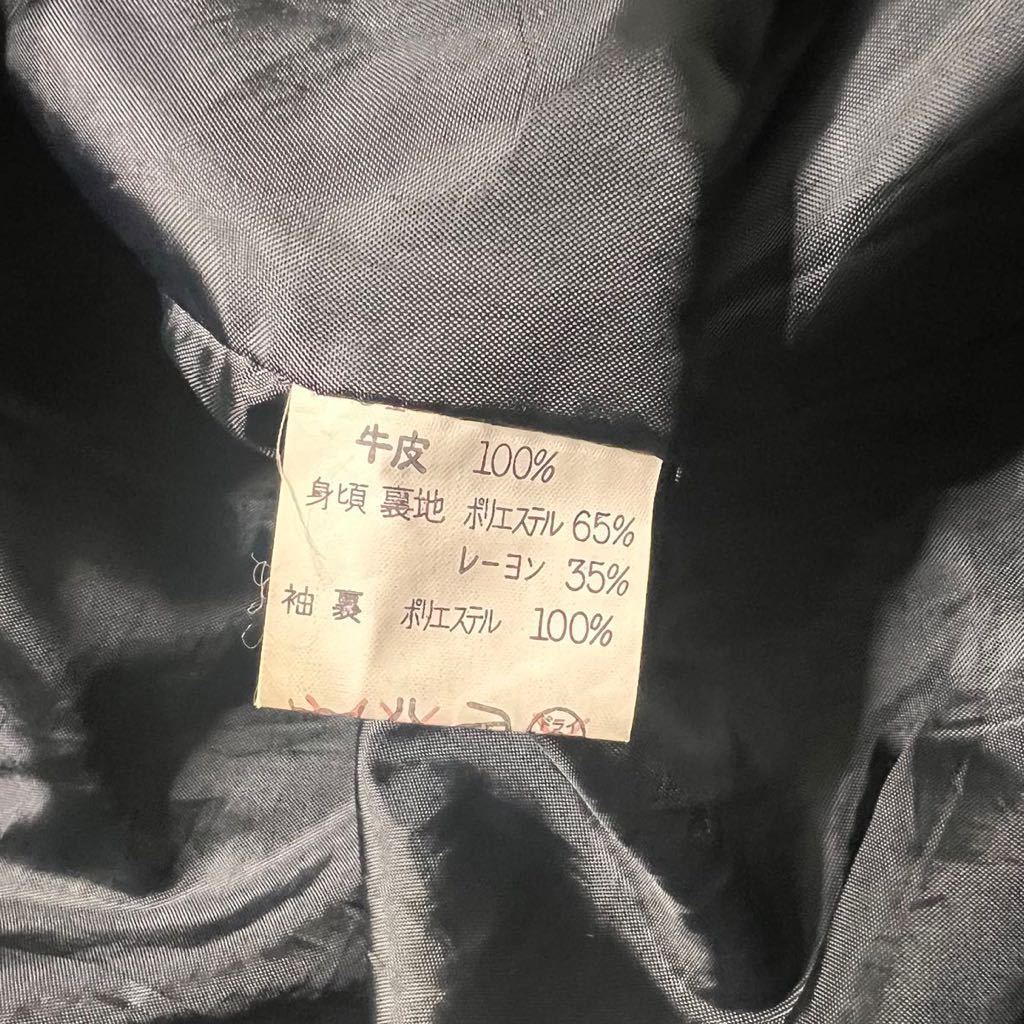 牛皮 100%
身頃 裏地 ポリエステル 65%
レーヨン 35%
袖裏 ポリエステル 100%
ドライ